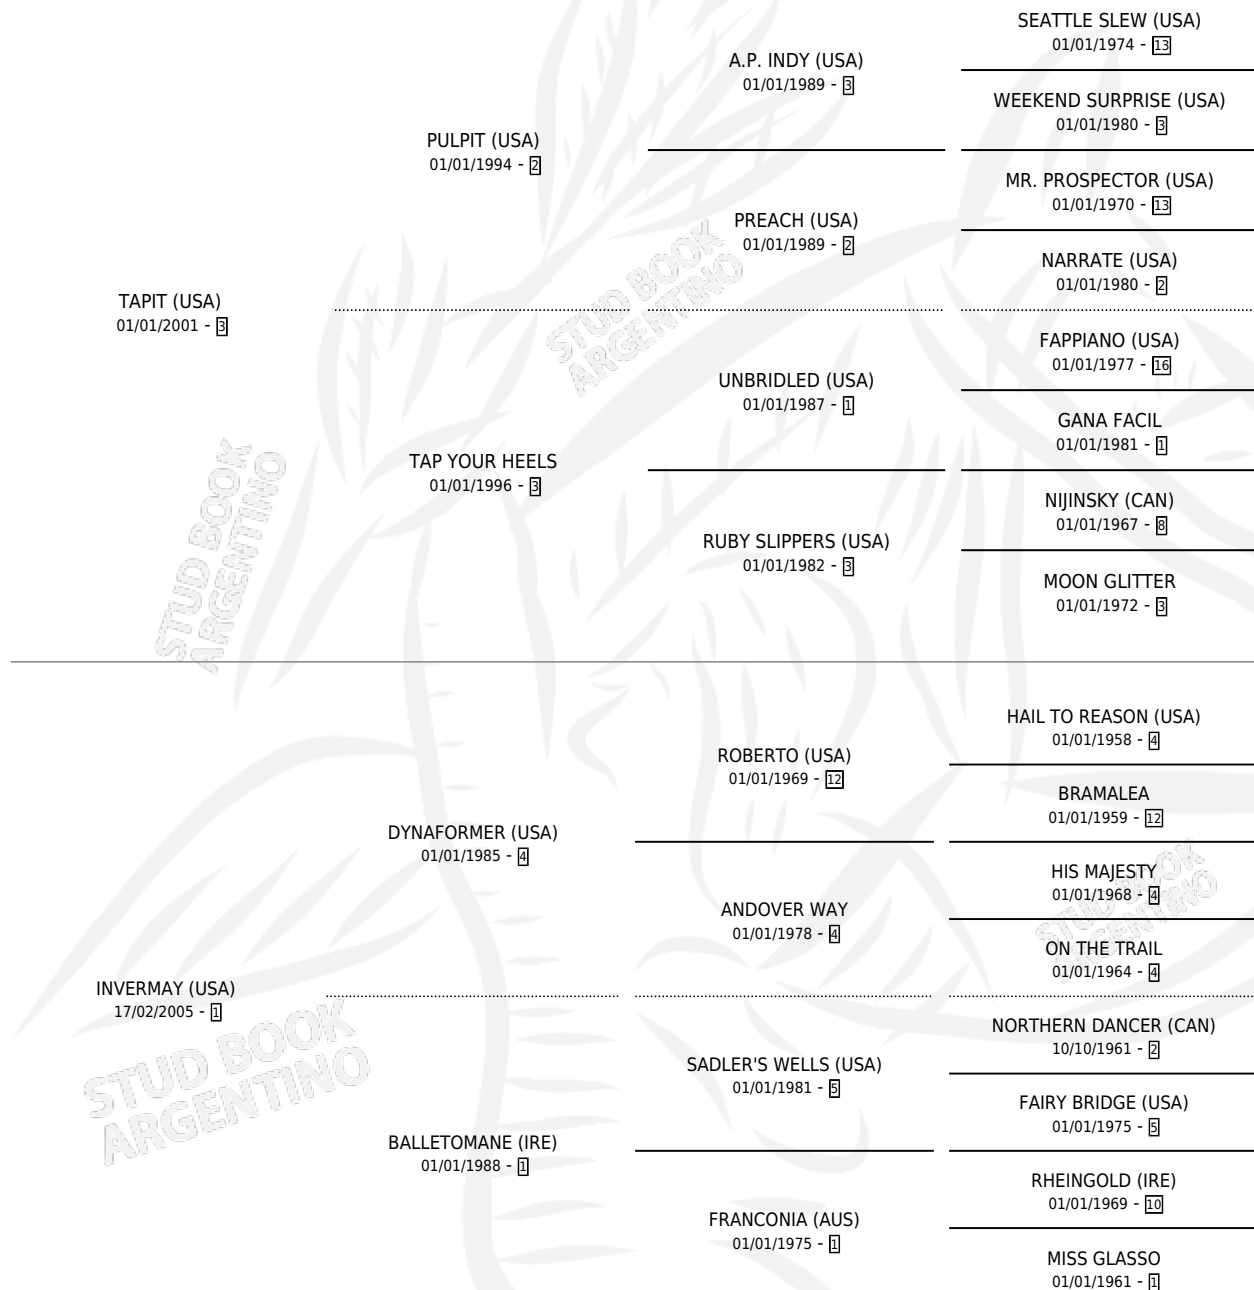 SEATTLE SLEW (USA)
01/01/1974 - 13
A.P. INDY (USA)
01/01/1989 - 3
WEEKEND SURPRISE (USA)
01/01/1980 - 3
PULPIT (USA)
01/01/1994 - 2
MR. PROSPECTOR (USA)
01/01/1970 - 13
PREACH (USA)
01/01/1989 - 2
NARRATE (USA)
01/01/1980 - 2
TAPIT (USA)
01/01/2001 - 3
FAPPIANO (USA)
01/01/1977 - 16
UNBRIDLED (USA)
01/01/1987 - 1
GANA FACIL
01/01/1981 - 1
TAP YOUR HEELS
01/01/1996 - 3
NIJINSKY (CAN)
01/01/1967 - 8
RUBY SLIPPERS (USA)
01/01/1982 - 3
MOON GLITTER
01/01/1972 - 3
HAIL TO REASON (USA)
01/01/1958 - 4
ROBERTO (USA)
01/01/1969 - 12
BRAMALEA
01/01/1959 - 12
DYNAFORMER (USA)
01/01/1985 - 4
HIS MAJESTY
01/01/1968 - 4
ANDOVER WAY
01/01/1978 - 4
ON THE TRAIL
01/01/1964 - 4
INVERMAY (USA)
17/02/2005 - 1
NORTHERN DANCER (CAN)
10/10/1961 - 2
SADLER'S WELLS (USA)
01/01/1981 - 5
FAIRY BRIDGE (USA)
01/01/1975 - 5
BALLETOMANE (IRE)
01/01/1988 - 1
RHEINGOLD (IRE)
01/01/1969 - 10
FRANCONIA (AUS)
01/01/1975 - 1
MISS GLASSO
01/01/1961 - 1
STUD BOOK
ARGENTINO
STUD BOOK
ARGENTINO
STUD BOOK
ARGENTINO
STUD BOOK
ARGENTINO